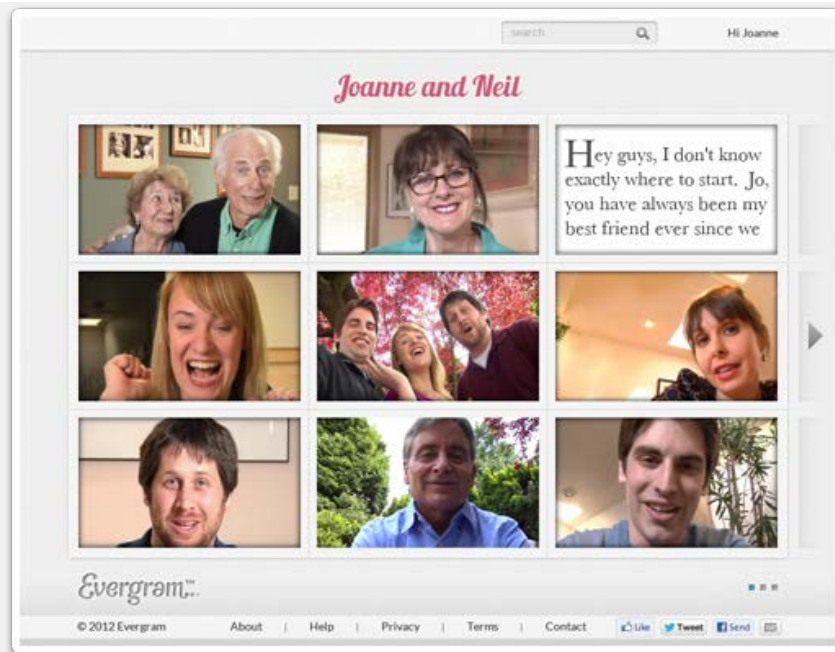 search
Hi Joanne
Joanne and Neil
Hey guys, I don't know
exactly where to start. Jo,
you have always been my
best friend ever since we
Evergram™
© 2012 Evergram
About | Help | Privacy | Terms | Contact
Like
Tweet
Send